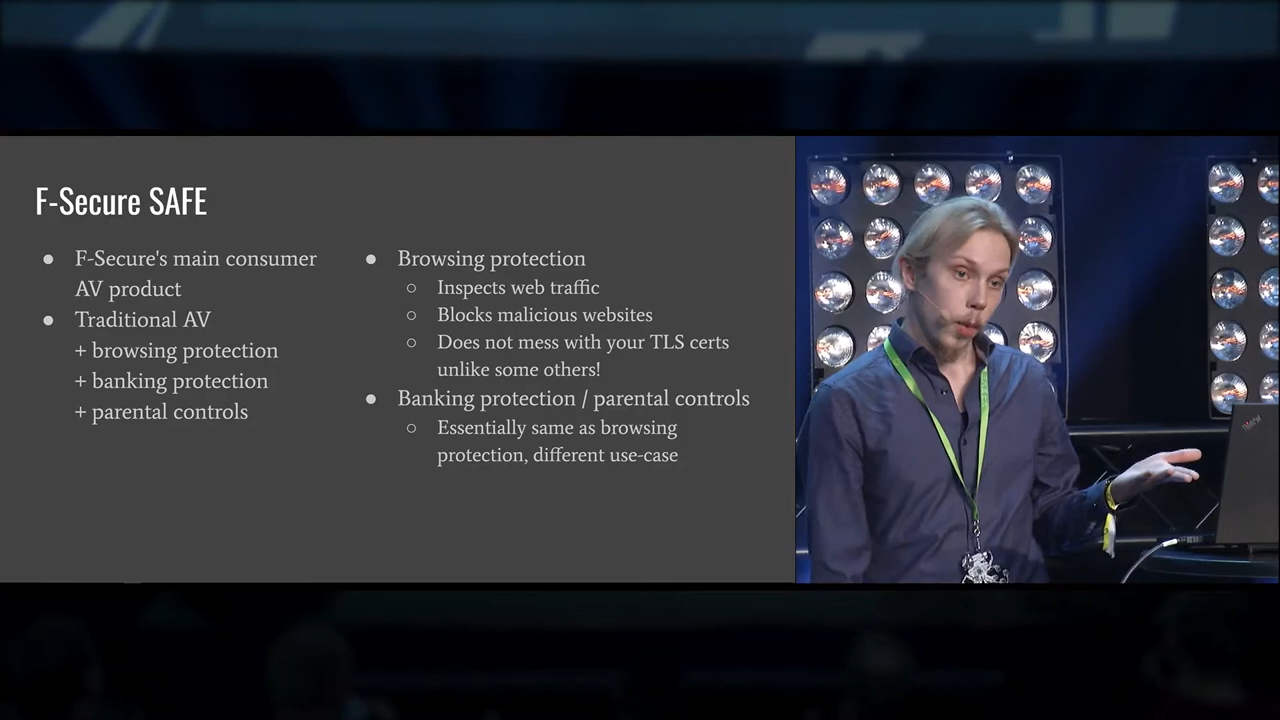 F-Secure SAFE
● F-Secure's main consumer
AV product
● Traditional AV
+ browsing protection
+ banking protection
+ parental controls
● Browsing protection
○ Inspects web traffic
○ Blocks malicious websites
○ Does not mess with your TLS certs
unlike some others!
● Banking protection / parental controls
○ Essentially same as browsing
protection, different use-case